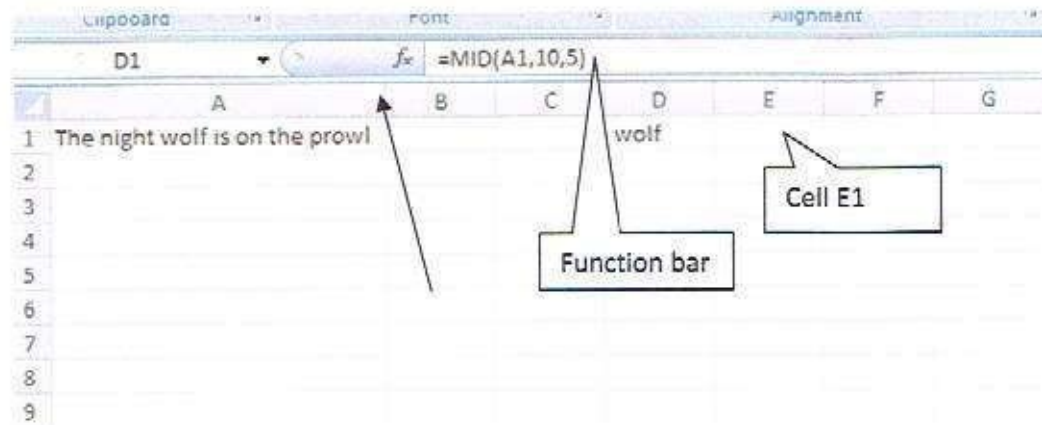 Clipboard Font Alignment
D1 fx =MID(A1,10,5)
A B C D E F G
1 The night wolf is on the prowl wolf
2
3 Cell E1
4
5 Function bar
6
7
8
9